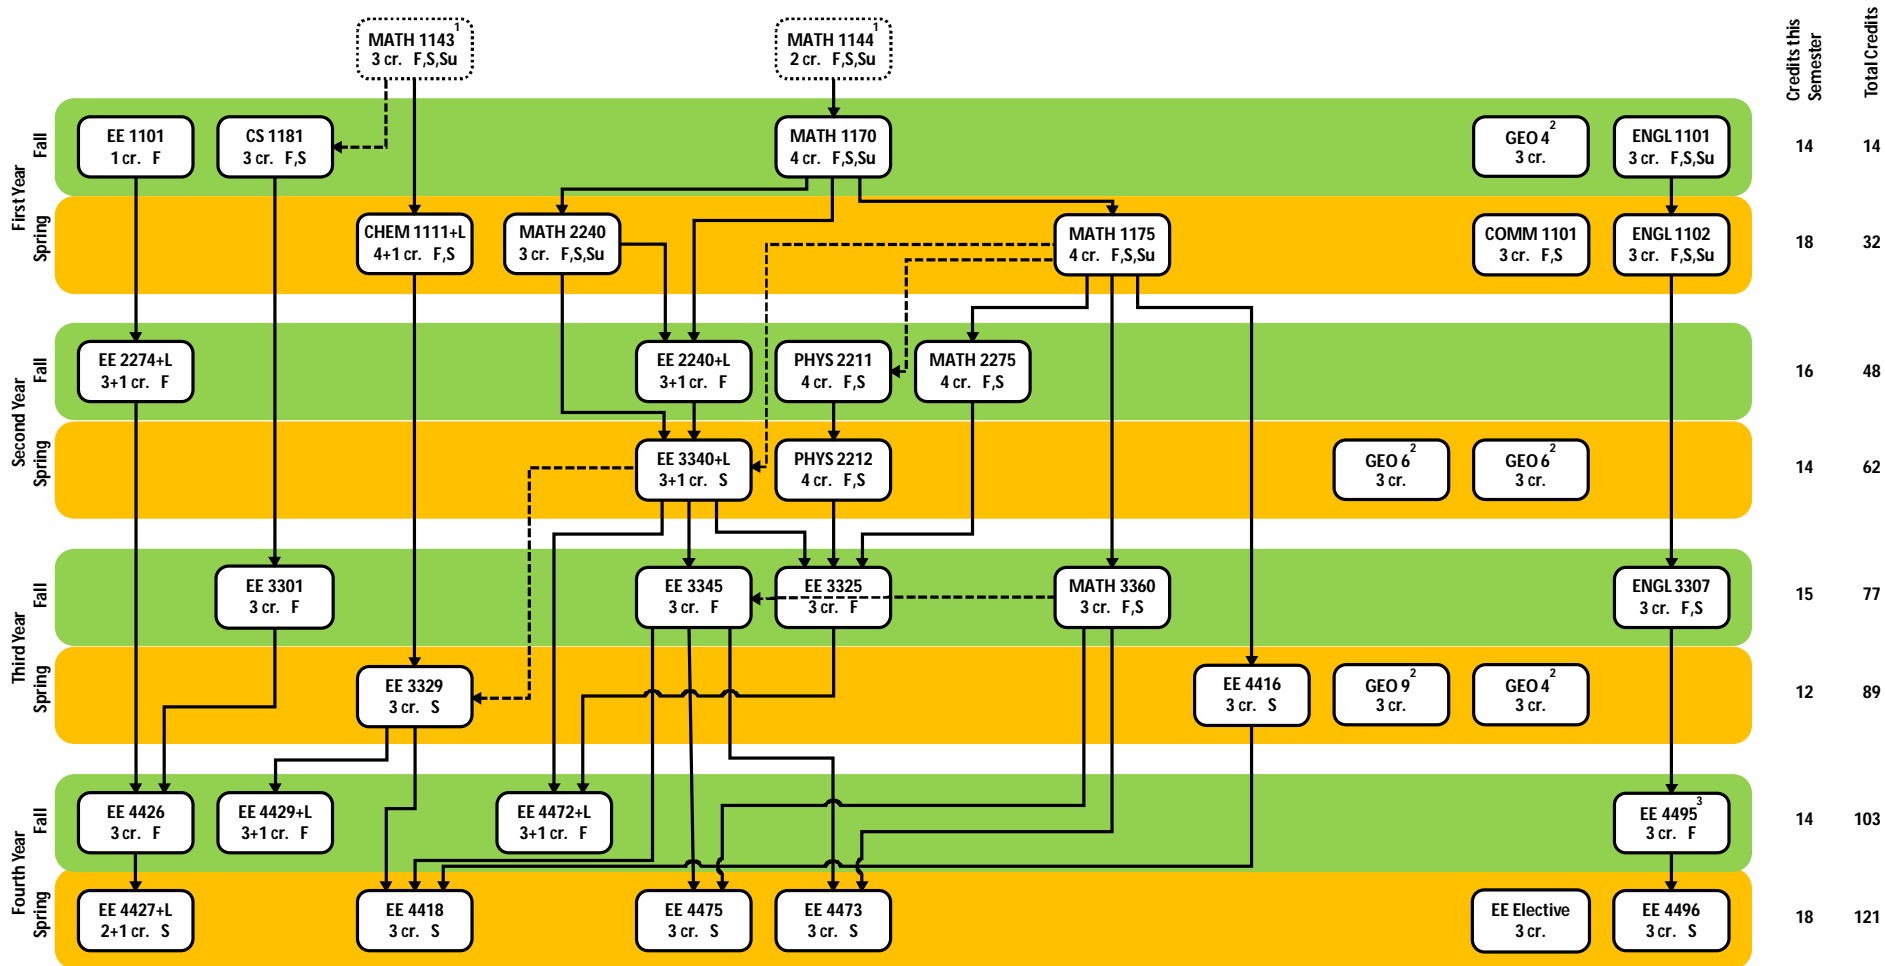 MATH 1143¹
3 cr. F,S,Su
MATH 1144¹
2 cr. F,S,Su
Credits this
Semester
Total Credits
First Year
Fall
EE 1101
1 cr. F
CS 1181
3 cr. F,S
MATH 1170
4 cr. F,S,Su
GEO 4²
3 cr.
ENGL 1101
3 cr. F,S,Su
14
14
Spring
CHEM 1111+L
4+1 cr. F,S
MATH 2240
3 cr. F,S,Su
MATH 1175
4 cr. F,S,Su
COMM 1101
3 cr. F,S
ENGL 1102
3 cr. F,S,Su
18
32
Second Year
Fall
EE 2274+L
3+1 cr. F
EE 2240+L
3+1 cr. F
PHYS 2211
4 cr. F,S
MATH 2275
4 cr. F,S
16
48
Spring
EE 3340+L
3+1 cr. S
PHYS 2212
4 cr. F,S
GEO 6²
3 cr.
GEO 6²
3 cr.
14
62
Third Year
Fall
EE 3301
3 cr. F
EE 3345
3 cr. F
EE 3325
3 cr. F
MATH 3360
3 cr. F,S
ENGL 3307
3 cr. F,S
15
77
Spring
EE 3329
3 cr. S
EE 4416
3 cr. S
GEO 9²
3 cr.
GEO 4²
3 cr.
12
89
Fourth Year
Fall
EE 4426
3 cr. F
EE 4429+L
3+1 cr. F
EE 4472+L
3+1 cr. F
EE 4495³
3 cr. F
14
103
Spring
EE 4427+L
2+1 cr. S
EE 4418
3 cr. S
EE 4475
3 cr. S
EE 4473
3 cr. S
EE Elective
3 cr.
EE 4496
3 cr. S
18
121